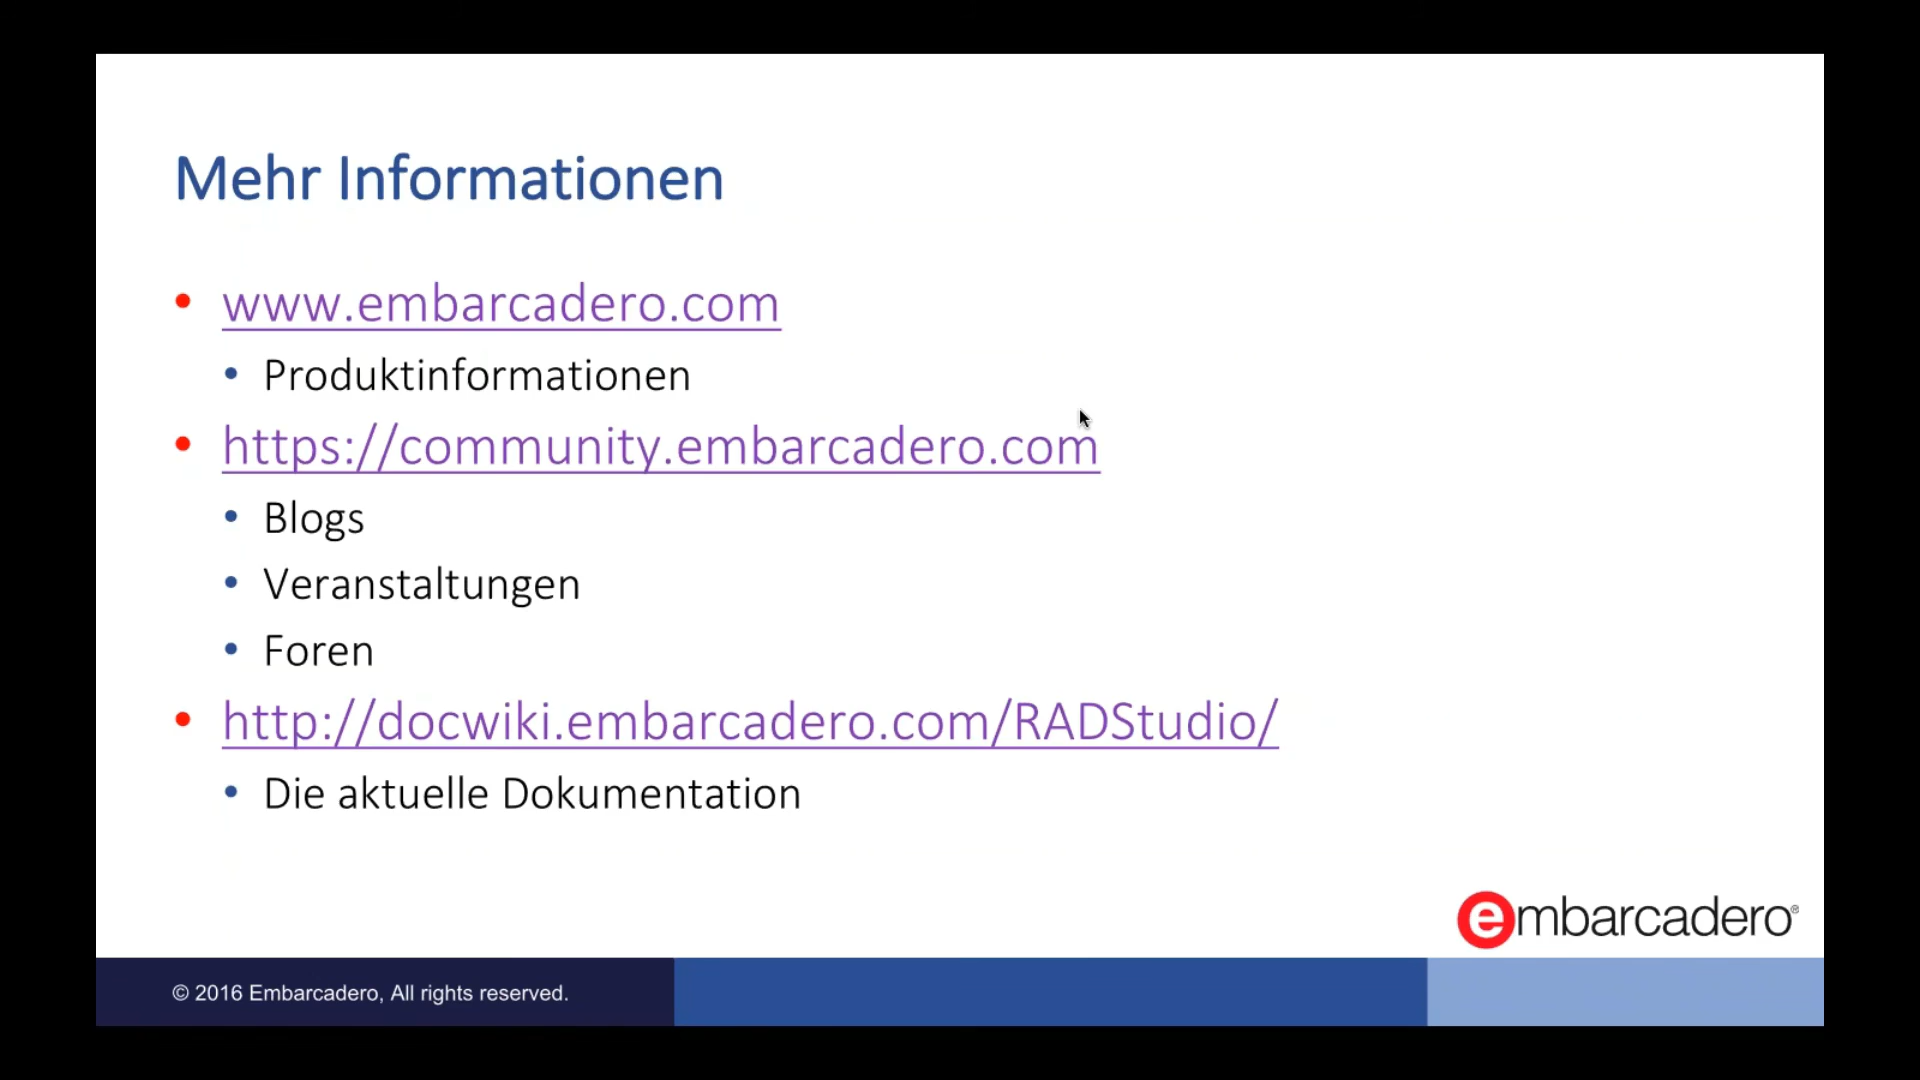 Mehr Informationen
• www.embarcadero.com
• Produktinformationen
• https://community.embarcadero.com
• Blogs
• Veranstaltungen
• Foren
• http://docwiki.embarcadero.com/RADStudio/
• Die aktuelle Dokumentation
embarcadero®
© 2016 Embarcadero, All rights reserved.